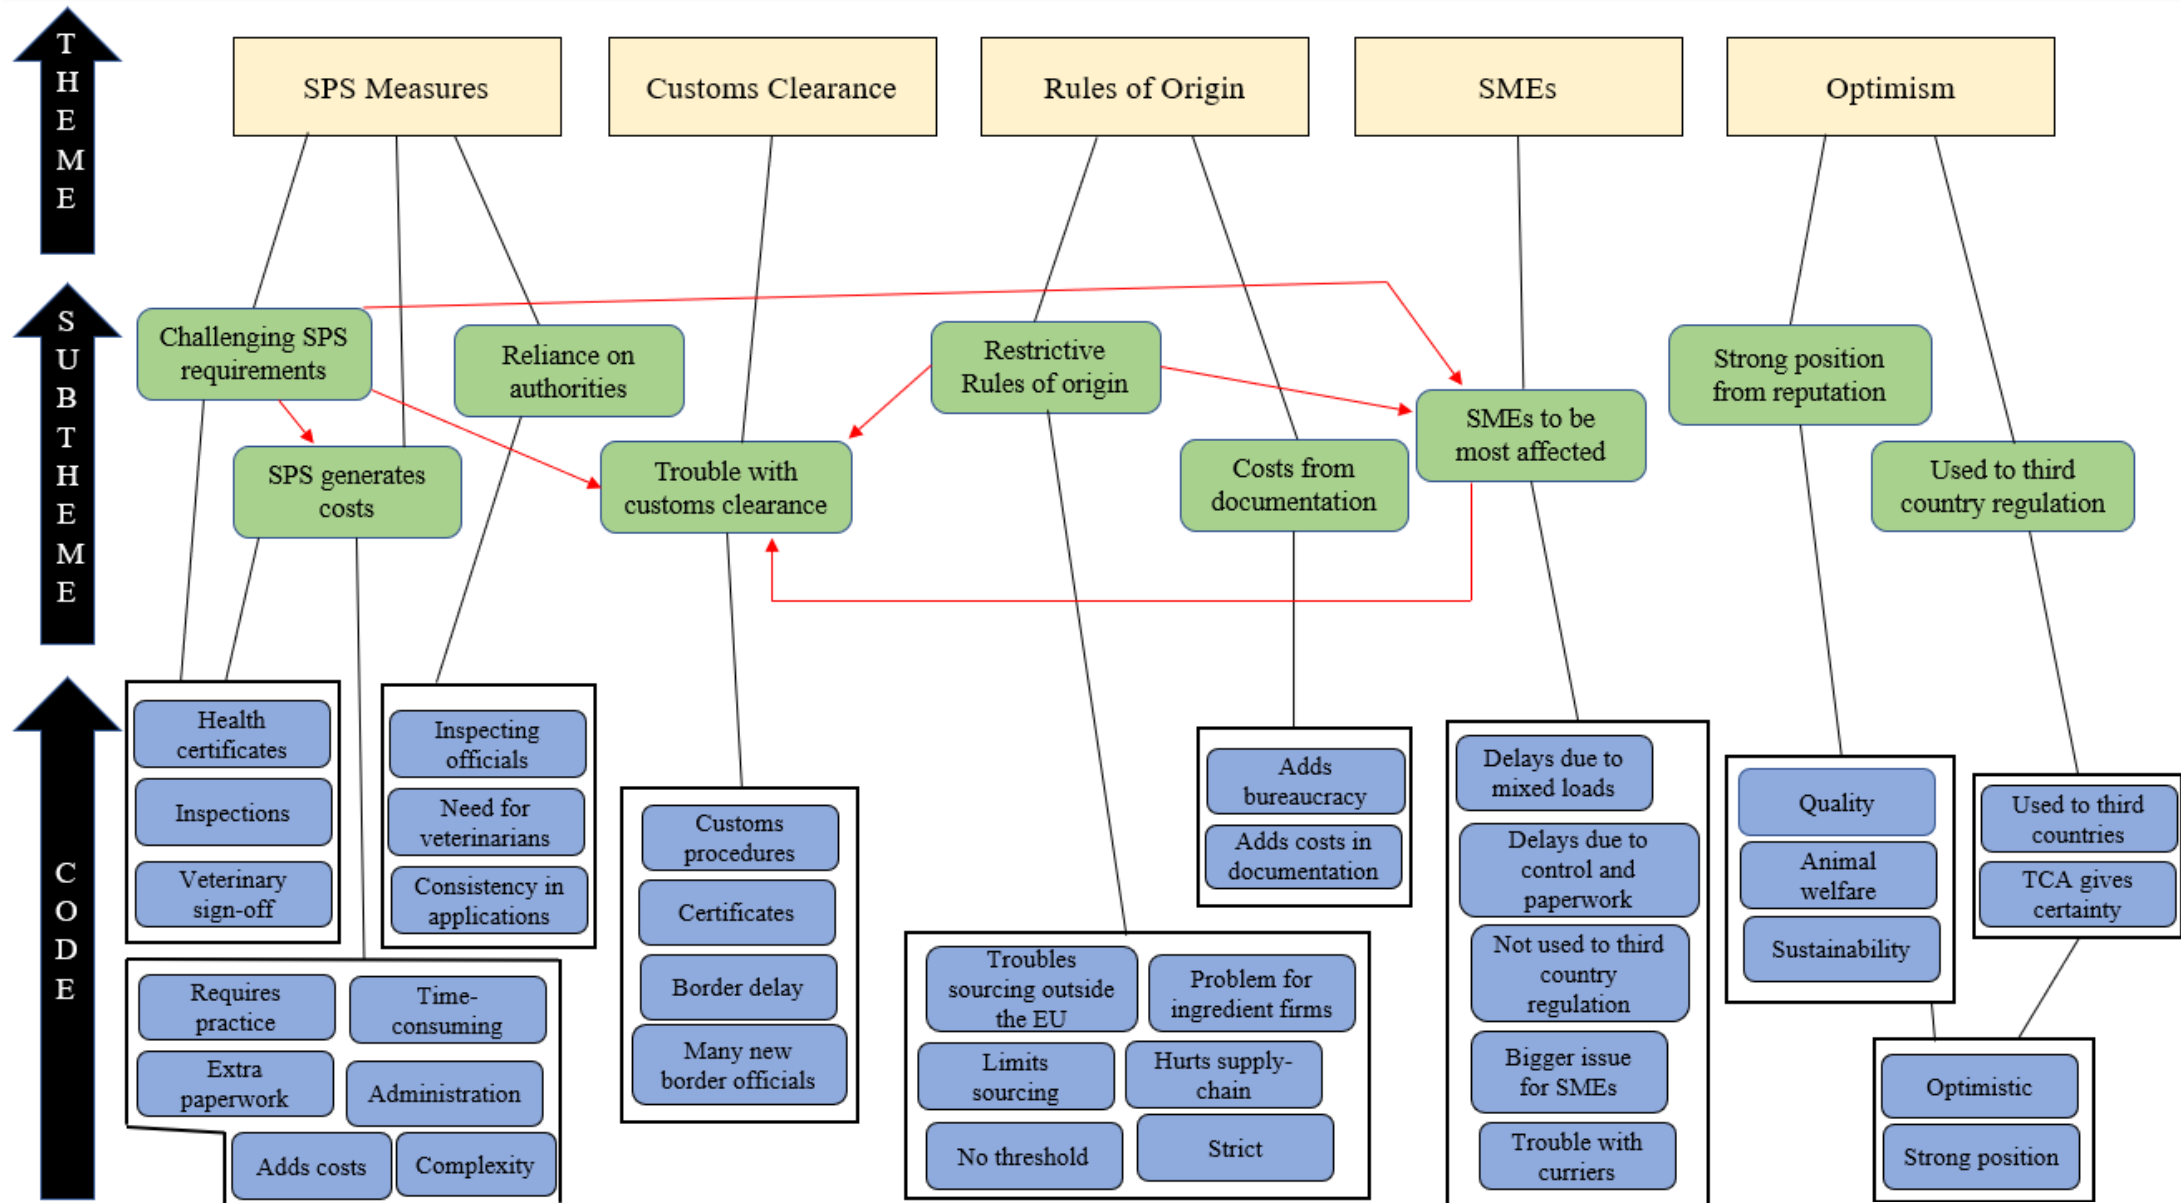 THEME
SPS Measures
Customs Clearance
Rules of Origin
SMEs
Optimism
SUBTHEME
Challenging SPS
requirements
Reliance on
authorities
SPS generates
costs
Trouble with
customs clearance
Restrictive
Rules of origin
Costs from
documentation
SMEs to be
most affected
Strong position
from reputation
Used to third
country regulation
CODE
Health
certificates
Inspections
Veterinary
sign-off
Requires
practice
Time-
consuming
Extra
paperwork
Administration
Adds costs
Complexity
Inspecting
officials
Need for
veterinarians
Consistency in
applications
Customs
procedures
Certificates
Border delay
Many new
border officials
Troubles
sourcing outside
the EU
Problem for
ingredient firms
Limits
sourcing
Hurts supply-
chain
No threshold
Strict
Adds
bureaucracy
Adds costs in
documentation
Delays due to
mixed loads
Delays due to
control and
paperwork
Not used to third
country
regulation
Bigger issue
for SMEs
Trouble with
curriers
Quality
Animal
welfare
Sustainability
Used to third
countries
TCA gives
certainty
Optimistic
Strong position